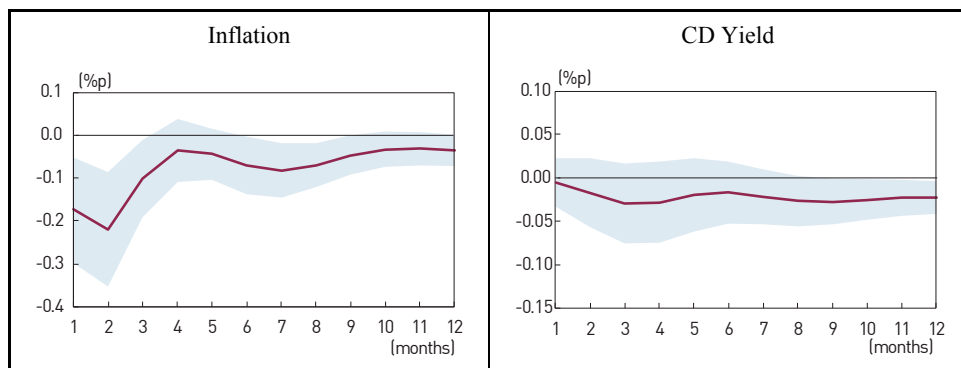 Inflation
(%p)
0.1
0.0
-0.1
-0.2
-0.3
-0.4
1 2 3 4 5 6 7 8 9 10 11 12
(months)
CD Yield
(%p)
0.10
0.05
0.00
-0.05
-0.10
-0.15
1 2 3 4 5 6 7 8 9 10 11 12
(months)